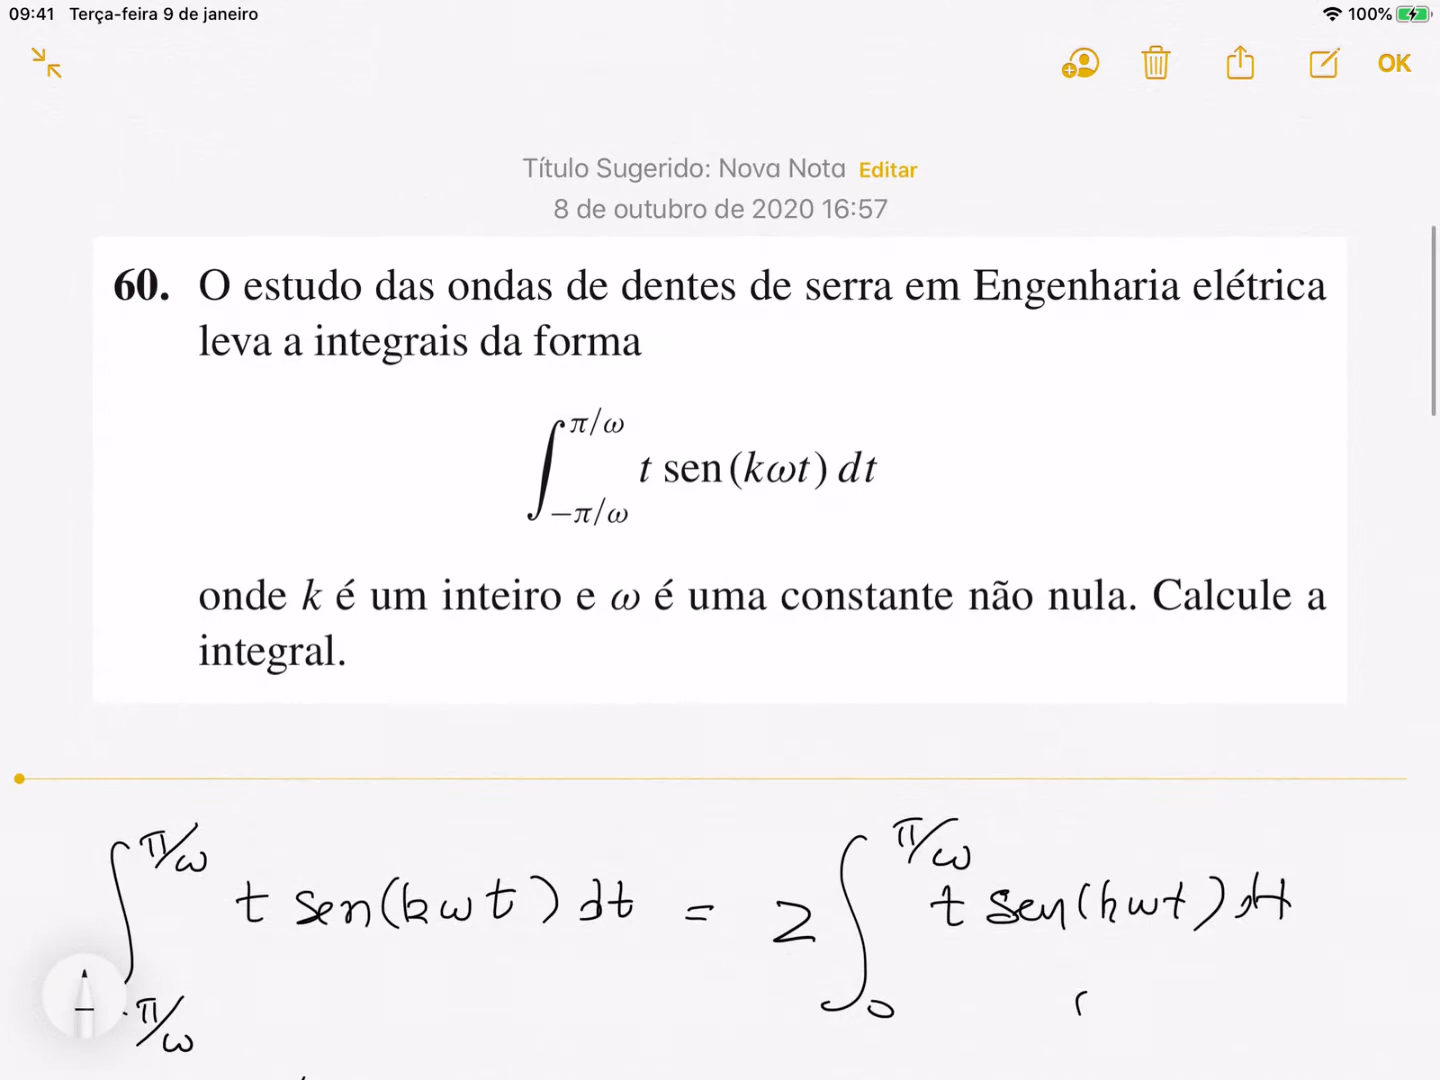 09:41 Terça-feira 9 de janeiro 100%
OK
Título Sugerido: Nova Nota Editar
8 de outubro de 2020 16:57
60. O estudo das ondas de dentes de serra em Engenharia elétrica
leva a integrais da forma
∫_{−π/ω}^{π/ω} t sen(kωt) dt
onde k é um inteiro e ω é uma constante não nula. Calcule a
integral.
∫_{-π/ω}^{π/ω} t sen(kωt) dt = 2 ∫_0^{π/ω} t sen(kωt) dt